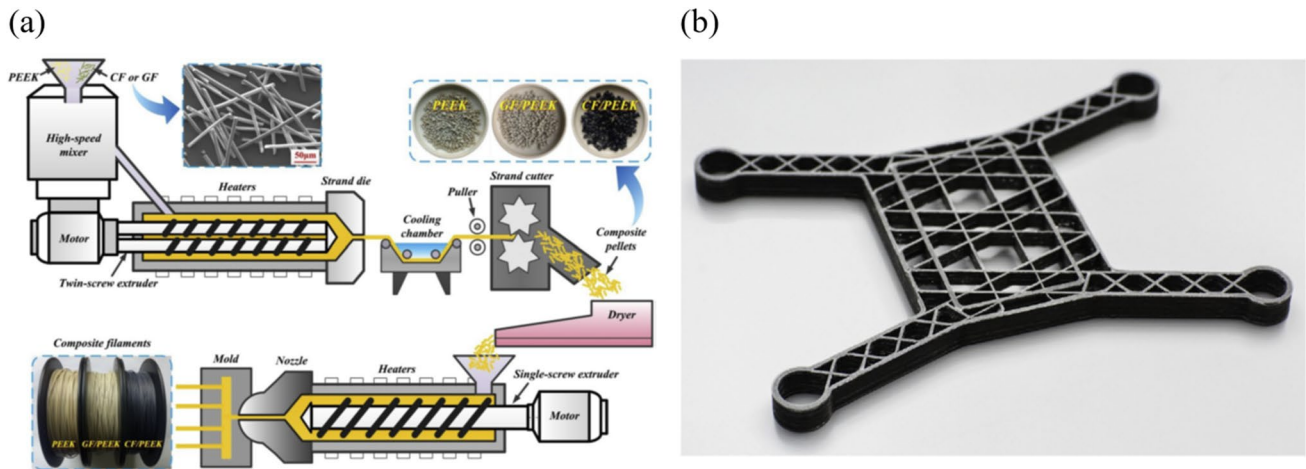 (a)
(b)
PEEK
CF or GF
High-speed
mixer
50μm
PEEK
GF/PEEK
CF/PEEK
Heaters
Strand die
Strand cutter
Puller
Cooling
chamber
Motor
Composite
pellets
Twin-screw extruder
Dryer
Composite filaments
Mold
Nozzle
Heaters
Single-screw extruder
Motor
PEEK
GF/PEEK
CF/PEEK